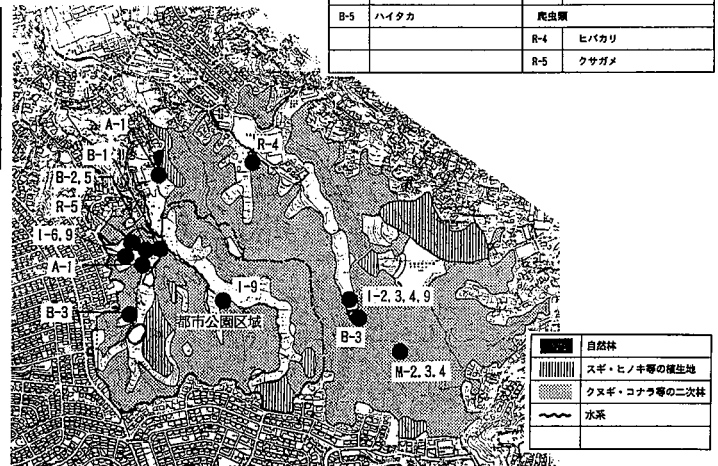 B-5 ハイタカ 爬虫類
R-4 ヒバカリ
R-5 クサガメ
A-1
B-1
B-2,5
R-5
I-6,9
A-1
B-3
R-4
I-9
都市公園区域
I-2,3,4,9
B-3
M-2,3,4
自然林
スギ・ヒノキ等の植生地
クヌギ・コナラ等の二次林
水系